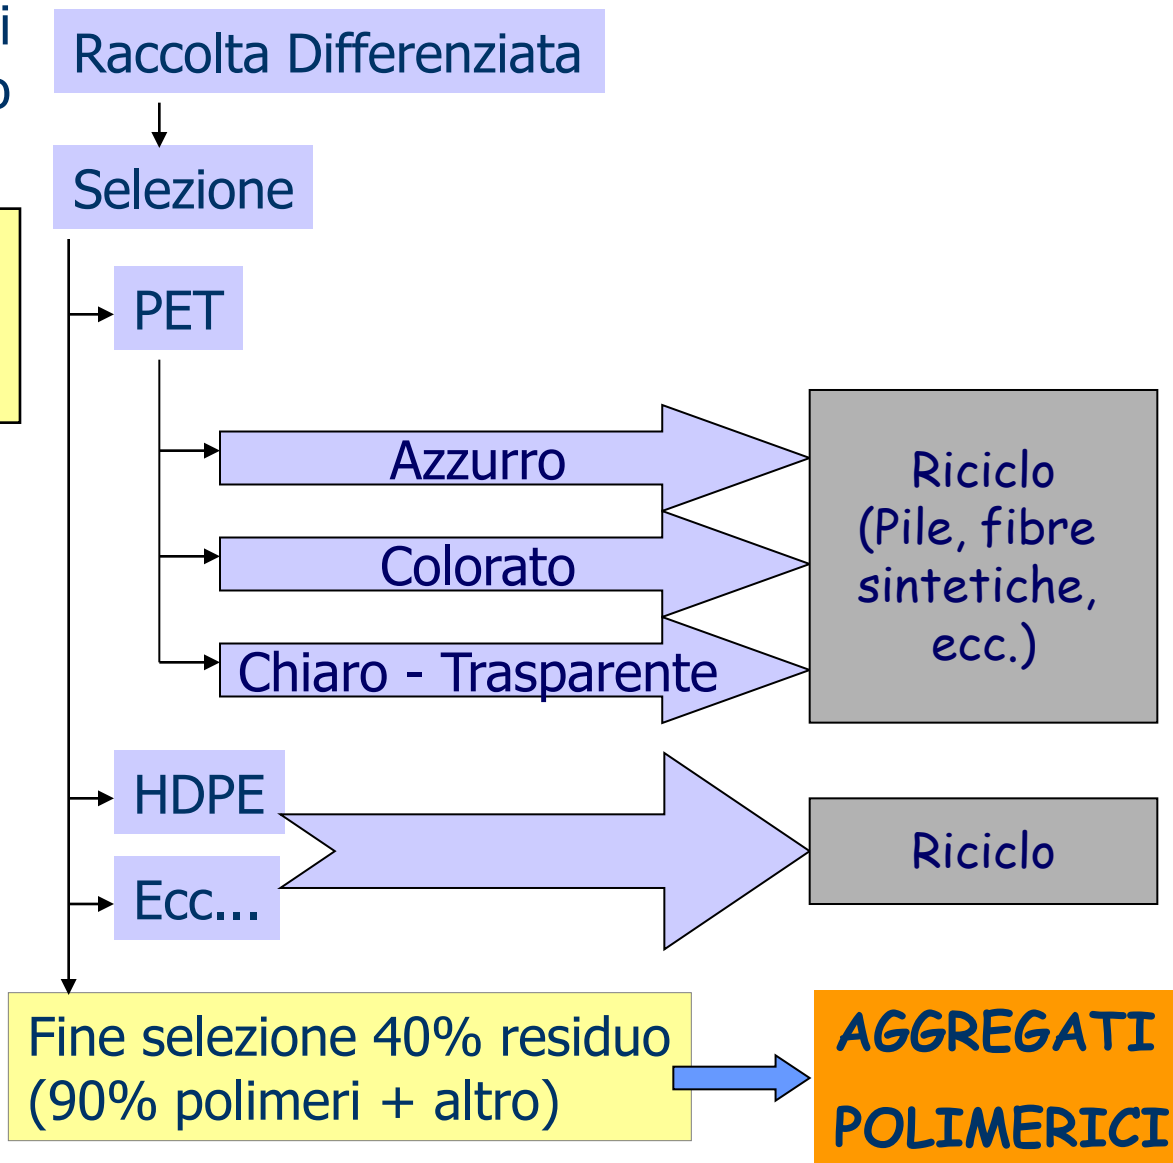 i
o
Raccolta Differenziata
Selezione
PET
Azzurro
Colorato
Chiaro - Trasparente
Riciclo
(Pile, fibre
sintetiche,
ecc.)
HDPE
Ecc...
Riciclo
Fine selezione 40% residuo
(90% polimeri + altro)
AGGREGATI
POLIMERICI